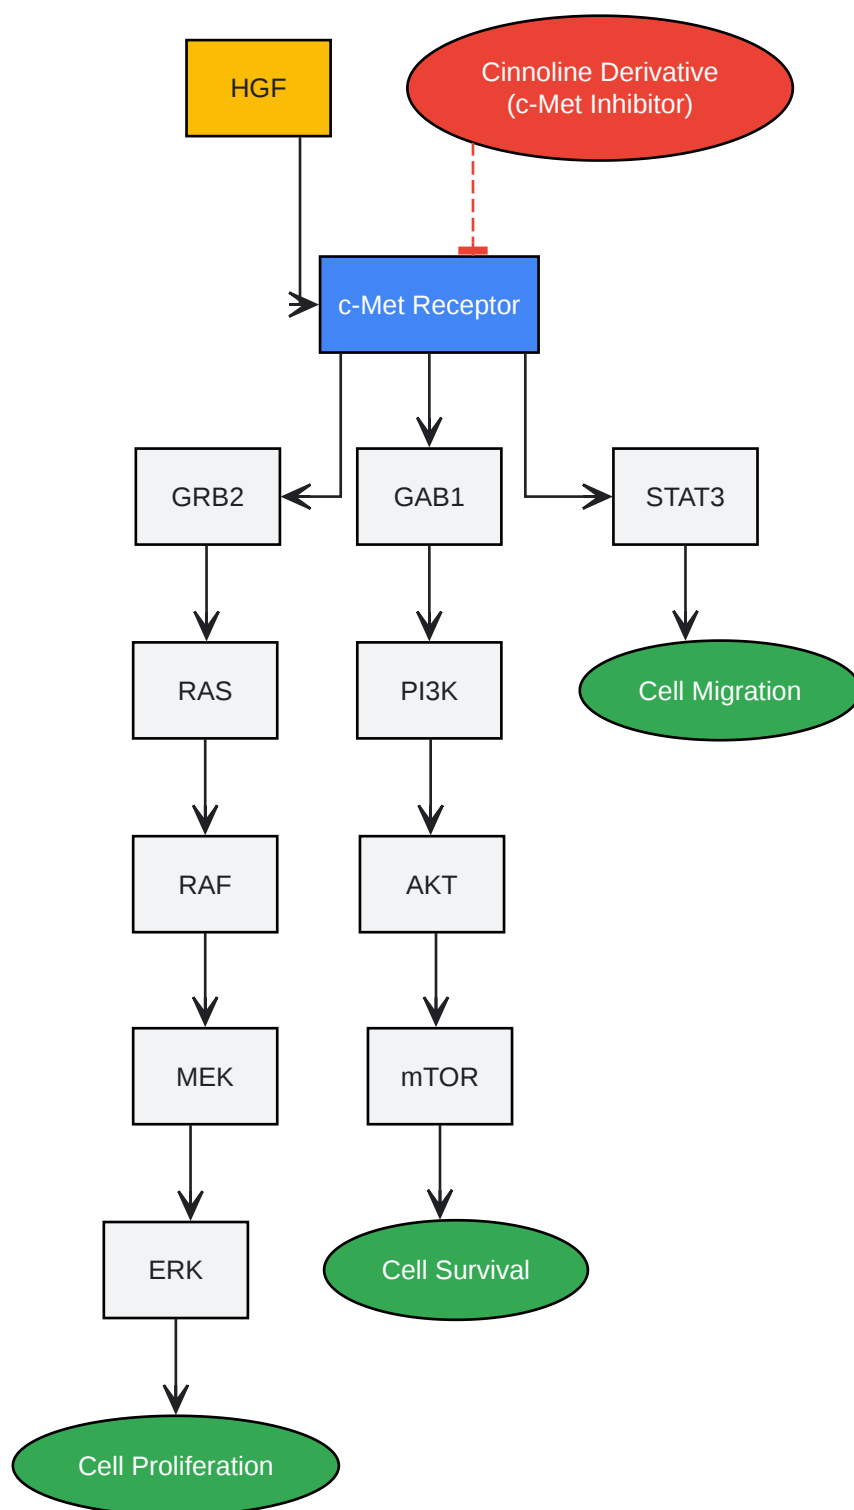 HGF
Cinnoline Derivative
(c-Met Inhibitor)
c-Met Receptor
GRB2
GAB1
STAT3
RAS
PI3K
Cell Migration
RAF
AKT
MEK
mTOR
ERK
Cell Survival
Cell Proliferation